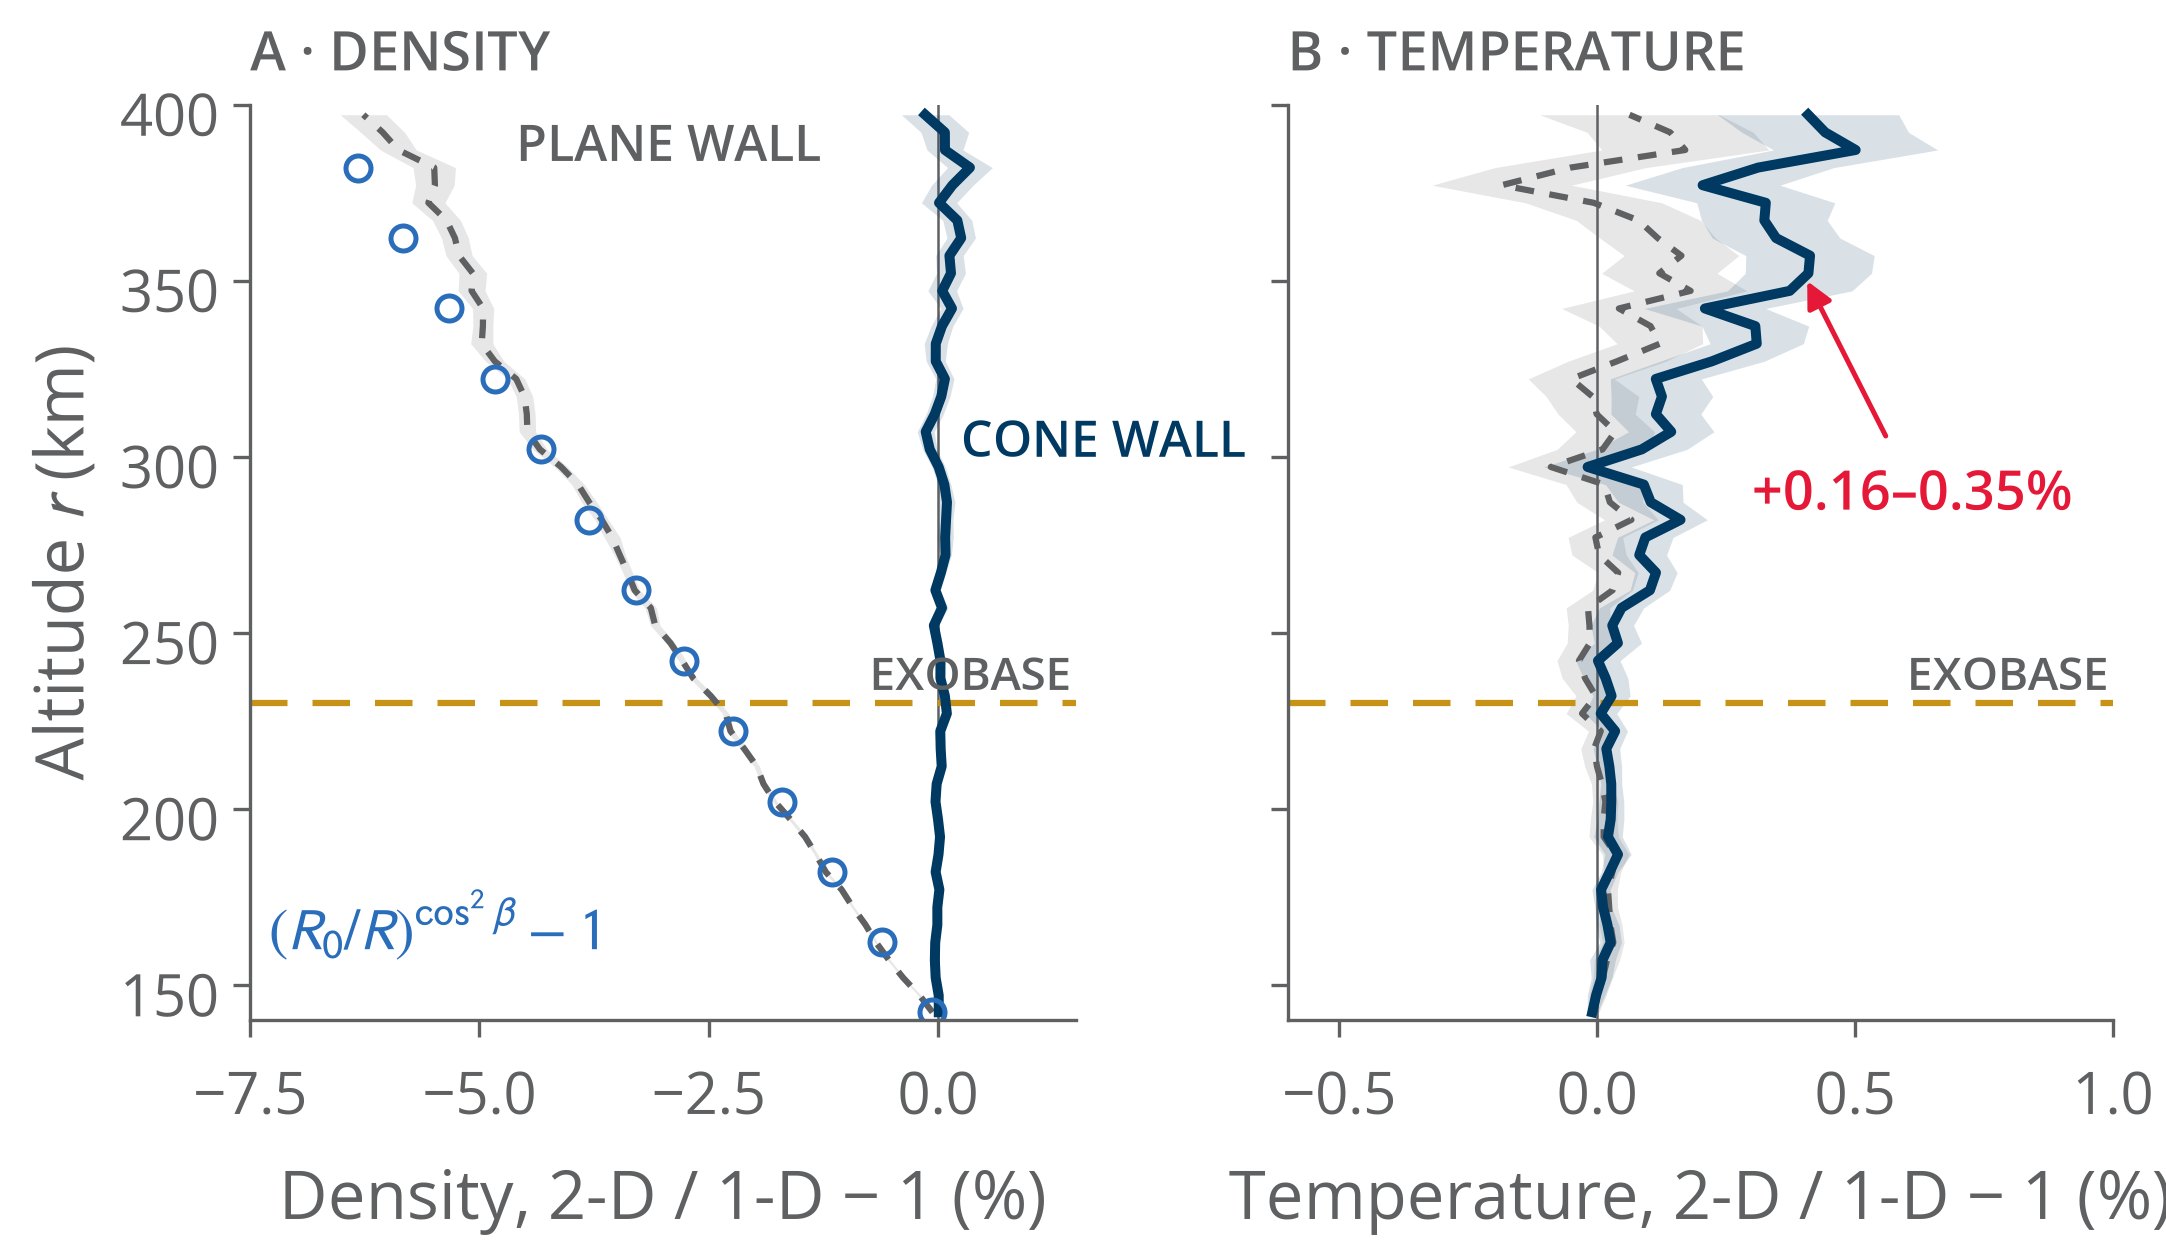 A · DENSITY
B · TEMPERATURE
Altitude r (km)
400
350
300
250
200
150
PLANE WALL
CONE WALL
EXOBASE
(R₀/R)^cos² β − 1
−7.5
−5.0
−2.5
0.0
Density, 2-D / 1-D − 1 (%)
+0.16–0.35%
EXOBASE
−0.5
0.0
0.5
1.0
Temperature, 2-D / 1-D − 1 (%)